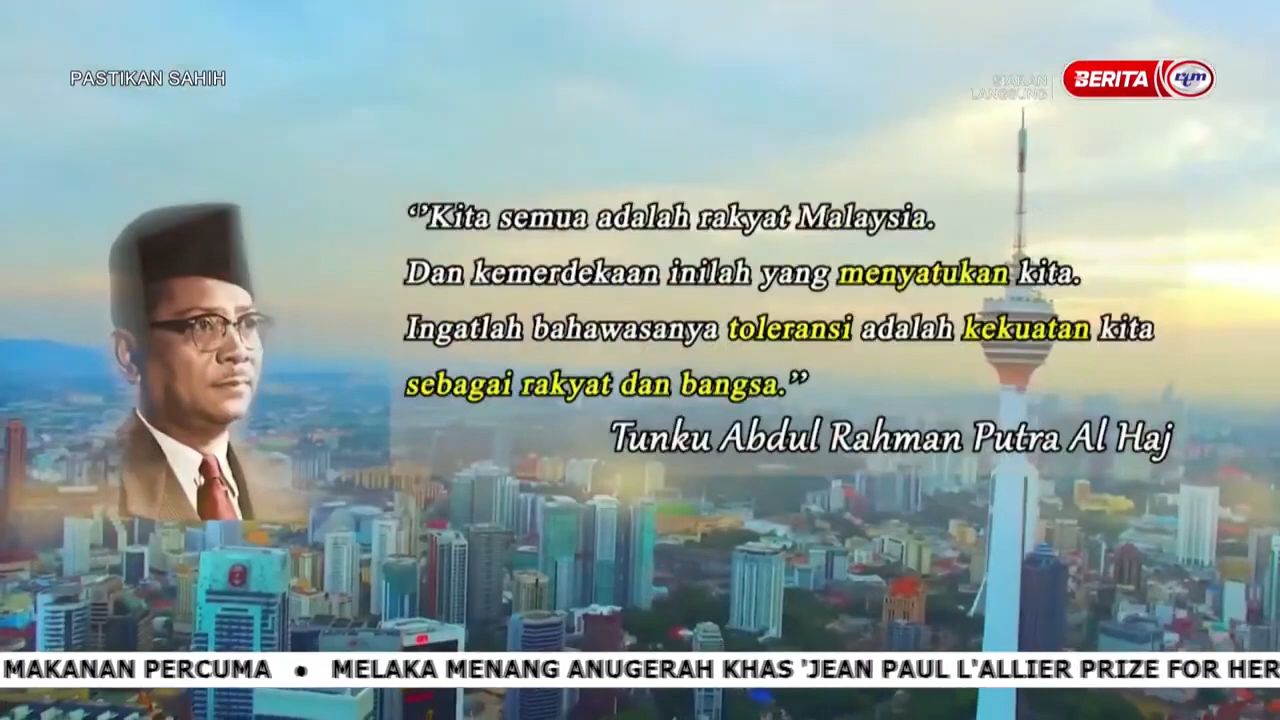 PASTIKAN SAHIH
SIARAN
LANGSUNG
BERITA rtm
‘’Kita semua adalah rakyat Malaysia.
Dan kemerdekaan inilah yang menyatukan kita.
Ingatlah bahawasanya toleransi adalah kekuatan kita
sebagai rakyat dan bangsa.’’
Tunku Abdul Rahman Putra Al Haj
MAKANAN PERCUMA • MELAKA MENANG ANUGERAH KHAS 'JEAN PAUL L'ALLIER PRIZE FOR HER